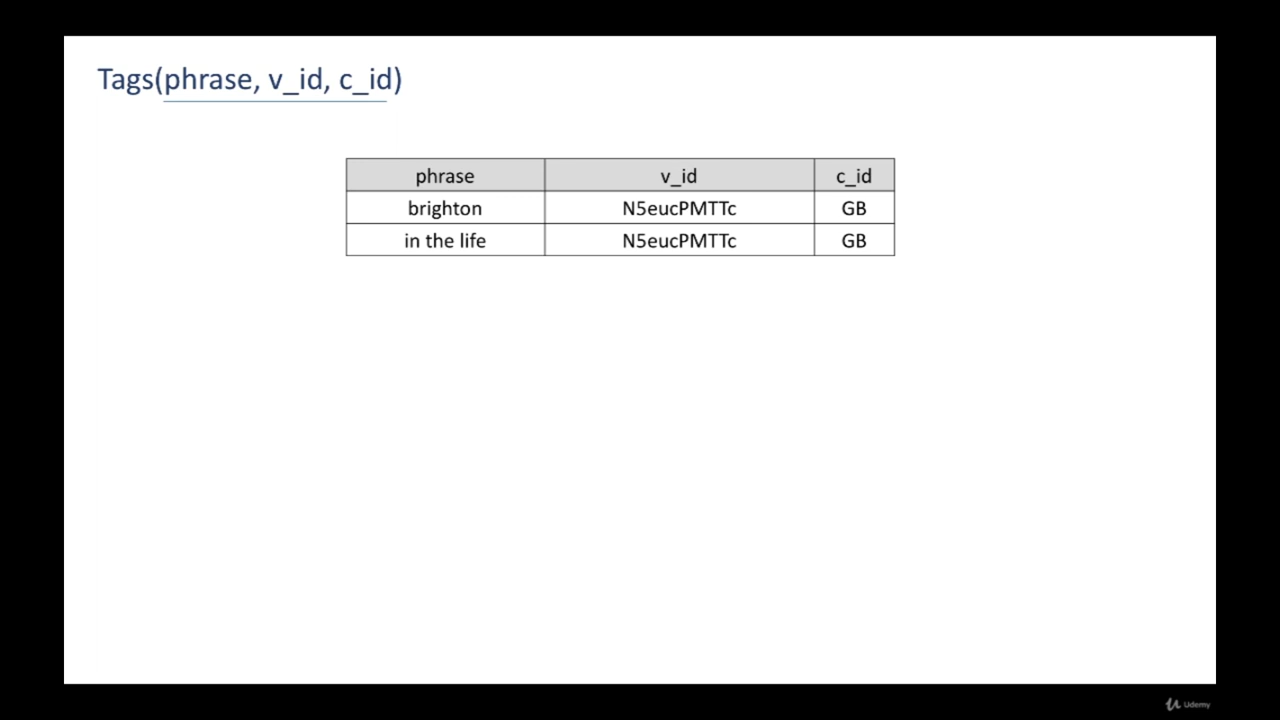 Tags(phrase, v_id, c_id)
phrase v_id c_id
brighton N5eucPMTTc GB
in the life N5eucPMTTc GB
Udemy